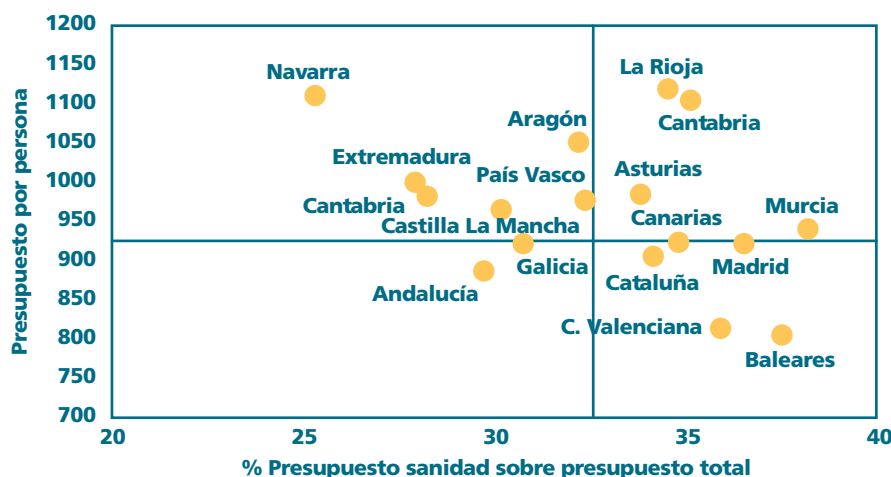 1200
1150
1100
1050
1000
950
900
850
800
750
700
Presupuesto por persona
Navarra
La Rioja
Cantabria
Aragón
Extremadura
País Vasco
Asturias
Cantabria
Castilla La Mancha
Canarias
Murcia
Galicia
Cataluña
Madrid
Andalucía
C. Valenciana
Baleares
20
25
30
35
40
% Presupuesto sanidad sobre presupuesto total